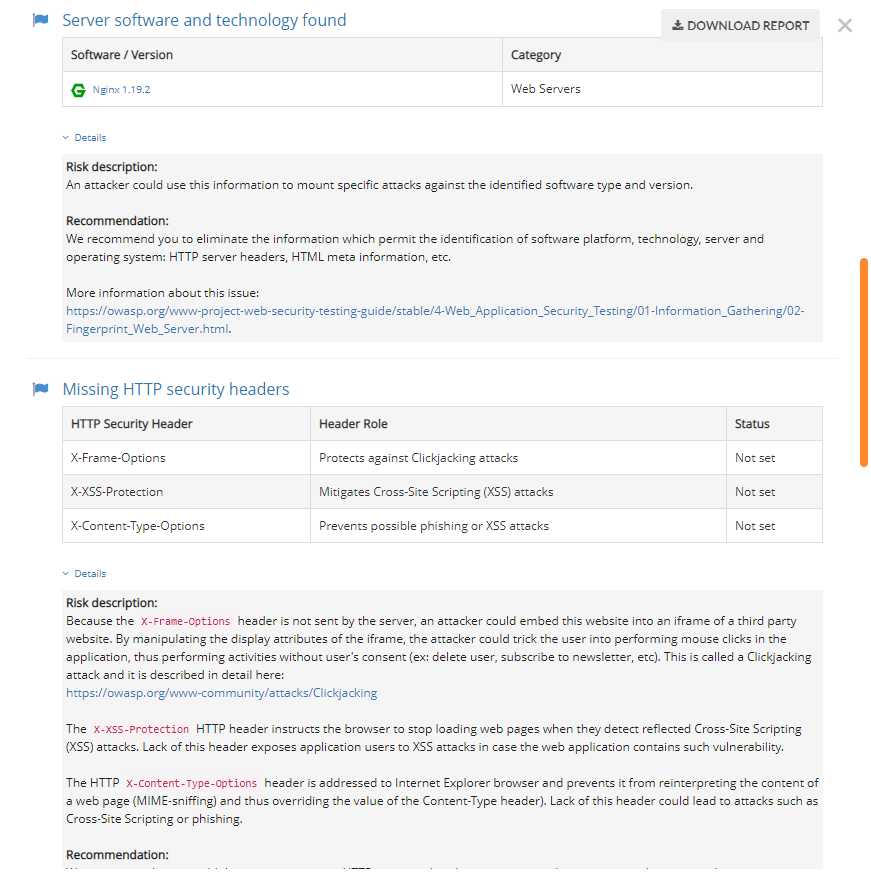 Server software and technology found
DOWNLOAD REPORT
Software / Version Category
Nginx 1.19.2 Web Servers
Details
Risk description:
An attacker could use this information to mount specific attacks against the identified software type and version.
Recommendation:
We recommend you to eliminate the information which permit the identification of software platform, technology, server and
operating system: HTTP server headers, HTML meta information, etc.
More information about this issue:
https://owasp.org/www-project-web-security-testing-guide/stable/4-Web_Application_Security_Testing/01-Information_Gathering/02-
Fingerprint_Web_Server.html.
Missing HTTP security headers
HTTP Security Header Header Role Status
X-Frame-Options Protects against Clickjacking attacks Not set
X-XSS-Protection Mitigates Cross-Site Scripting (XSS) attacks Not set
X-Content-Type-Options Prevents possible phishing or XSS attacks Not set
Details
Risk description:
Because the X-Frame-Options header is not sent by the server, an attacker could embed this website into an iframe of a third party
website. By manipulating the display attributes of the iframe, the attacker could trick the user into performing mouse clicks in the
application, thus performing activities without user's consent (ex: delete user, subscribe to newsletter, etc). This is called a Clickjacking
attack and it is described in detail here:
https://owasp.org/www-community/attacks/Clickjacking
The X-XSS-Protection HTTP header instructs the browser to stop loading web pages when they detect reflected Cross-Site Scripting
(XSS) attacks. Lack of this header exposes application users to XSS attacks in case the web application contains such vulnerability.
The HTTP X-Content-Type-Options header is addressed to Internet Explorer browser and prevents it from reinterpreting the content of
a web page (MIME-sniffing) and thus overriding the value of the Content-Type header). Lack of this header could lead to attacks such as
Cross-Site Scripting or phishing.
Recommendation: